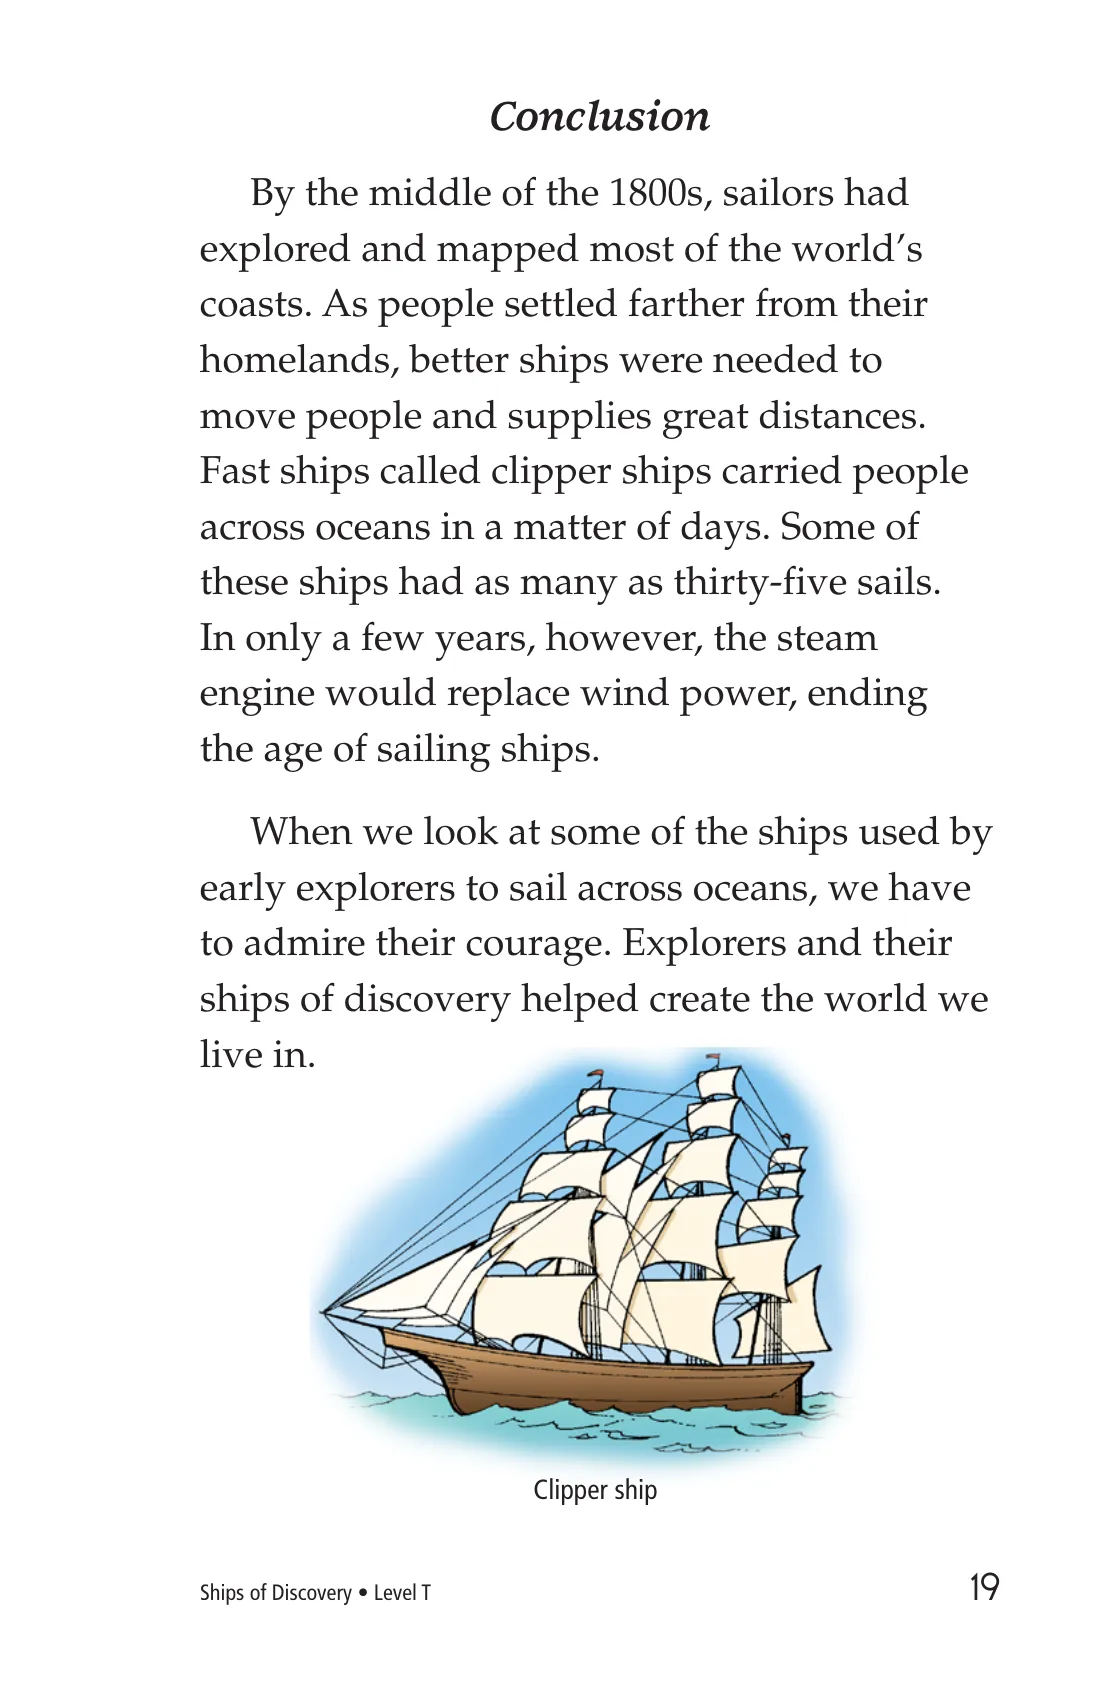 Conclusion
By the middle of the 1800s, sailors had
explored and mapped most of the world’s
coasts. As people settled farther from their
homelands, better ships were needed to
move people and supplies great distances.
Fast ships called clipper ships carried people
across oceans in a matter of days. Some of
these ships had as many as thirty-five sails.
In only a few years, however, the steam
engine would replace wind power, ending
the age of sailing ships.
When we look at some of the ships used by
early explorers to sail across oceans, we have
to admire their courage. Explorers and their
ships of discovery helped create the world we
live in.
Clipper ship
Ships of Discovery • Level T
19